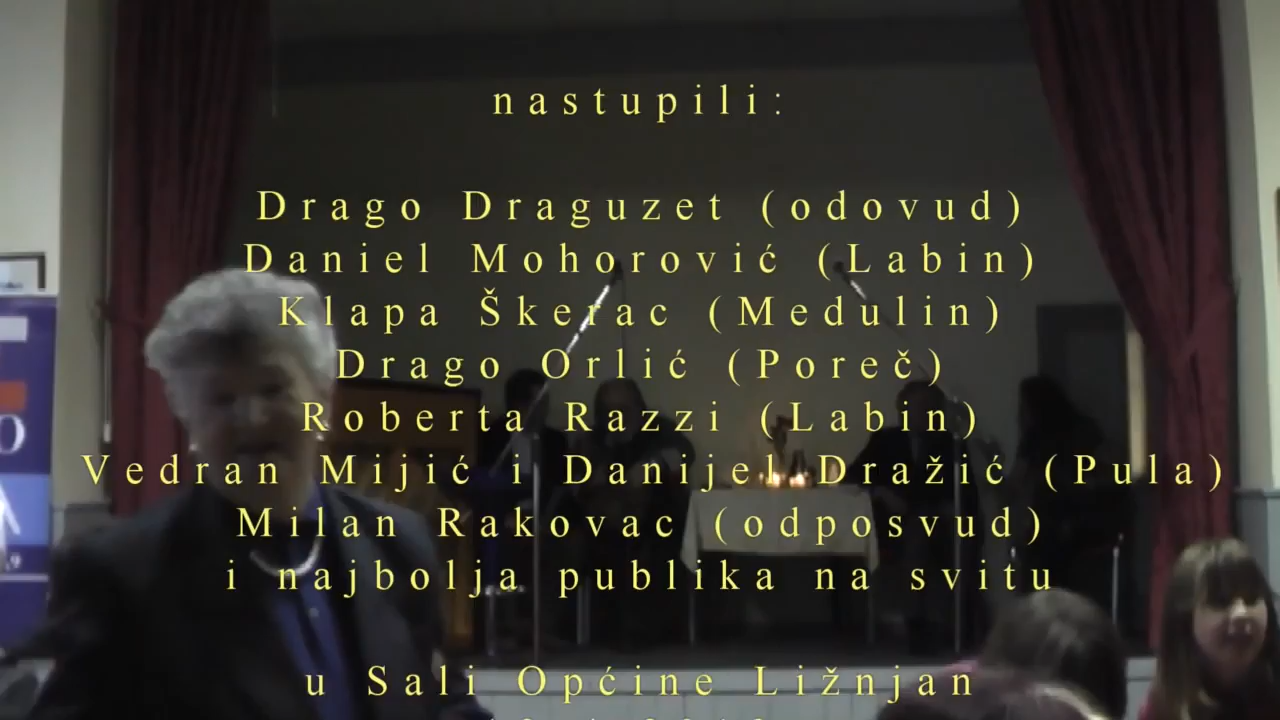 nastupili:
Drago Draguzet (odovud)
Daniel Mohorović (Labin)
Klapa Škerac (Medulin)
Drago Orlić (Poreč)
Roberta Razzi (Labin)
Vedran Mijić i Danijel Dražić (Pula)
Milan Rakovac (odposvud)
i najbolja publika na svitu
u Sali Općine Ližnjan